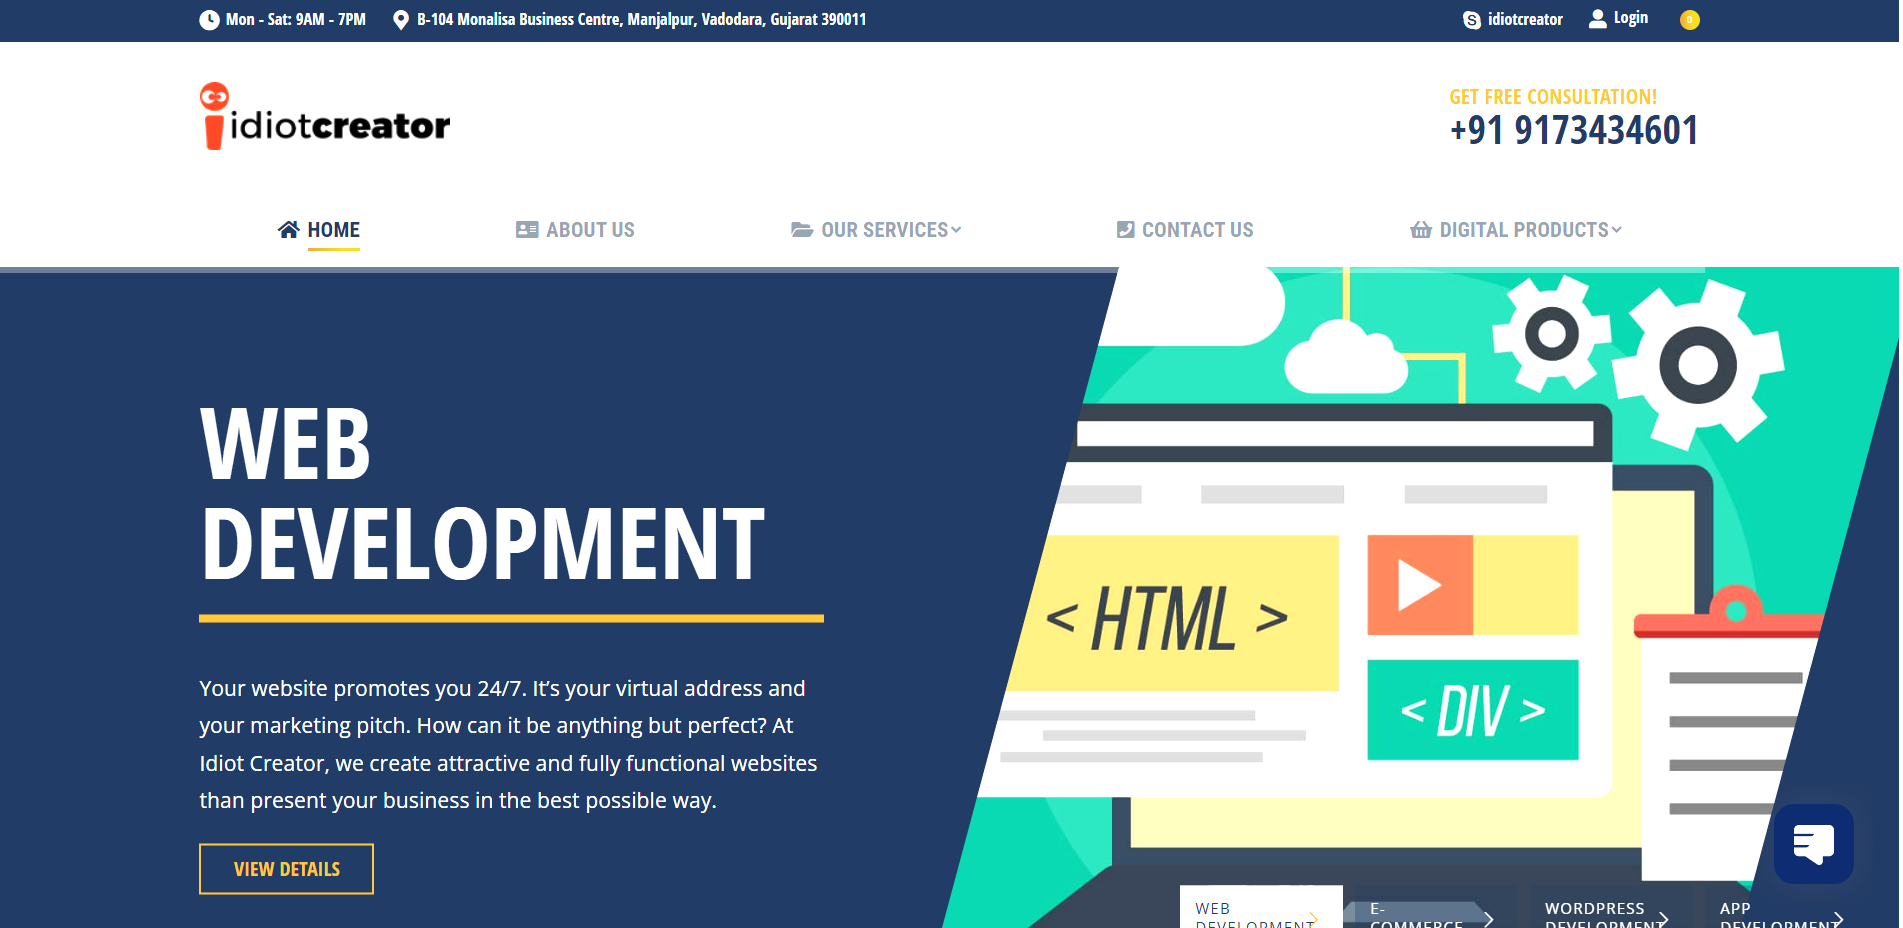 Mon - Sat: 9AM - 7PM
B-104 Monalisa Business Centre, Manjalpur, Vadodara, Gujarat 390011
idiotcreator
Login
0
idiotcreator
GET FREE CONSULTATION!
+91 9173434601
HOME
ABOUT US
OUR SERVICES
CONTACT US
DIGITAL PRODUCTS
WEB
DEVELOPMENT
Your website promotes you 24/7. It’s your virtual address and
your marketing pitch. How can it be anything but perfect? At
Idiot Creator, we create attractive and fully functional websites
than present your business in the best possible way.
VIEW DETAILS
< HTML >
< DIV >
WEB
DEVELOPMENT
E-
COMMERCE
WORDPRESS
DEVELOPMENT
APP
DEVELOPMENT